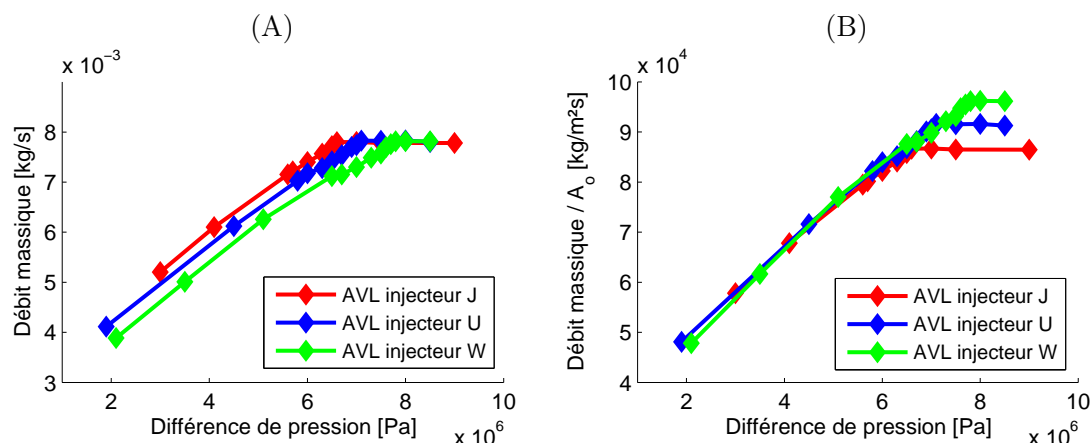 (A)
x 10⁻³
9
8
7
6
5
4
3
2
4
6
8
10
x 10⁶
Débit massique [kg/s]
Différence de pression [Pa]
AVL injecteur J
AVL injecteur U
AVL injecteur W
(B)
x 10⁴
10
9
8
7
6
5
4
2
4
6
8
10
x 10⁶
Débit massique / Aₒ [kg/m²s]
Différence de pression [Pa]
AVL injecteur J
AVL injecteur U
AVL injecteur W